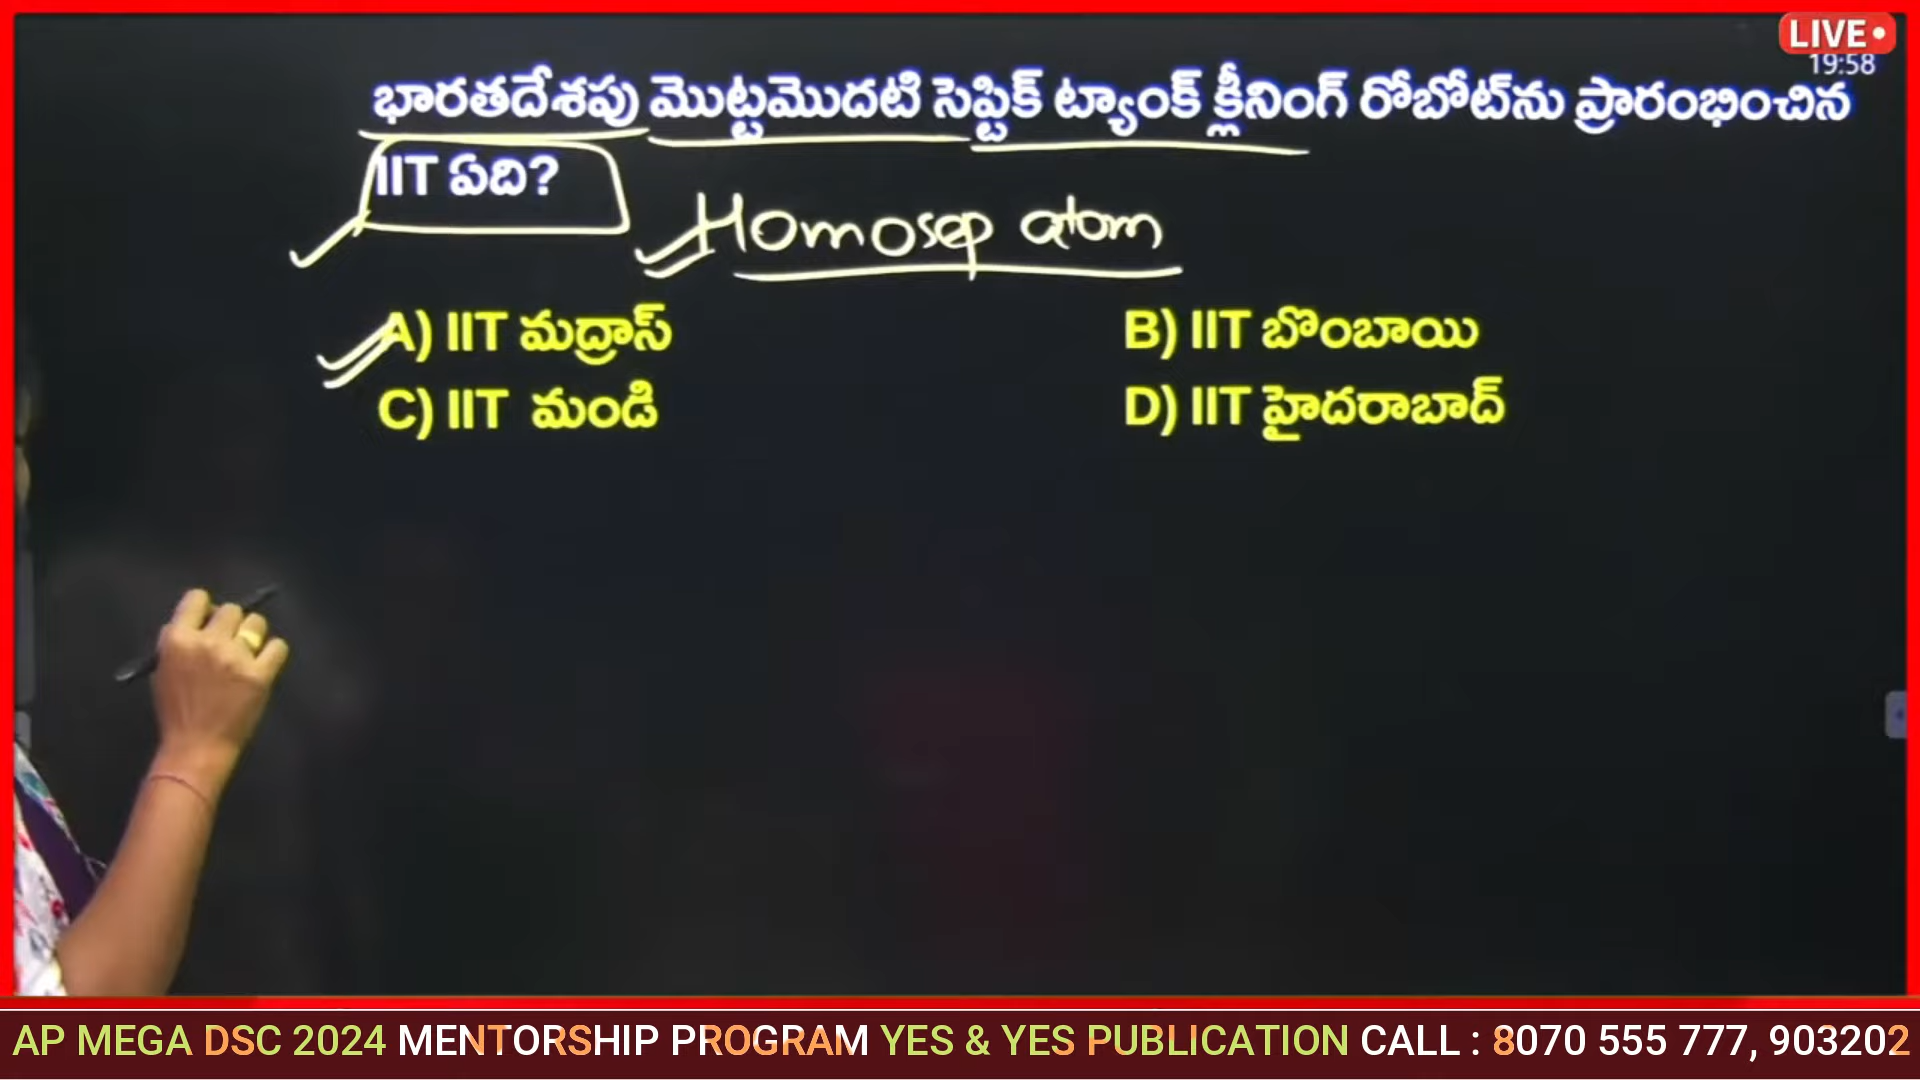 LIVE
19:58
భారతదేశపు మొట్టమొదటి సెప్టిక్ ట్యాంక్ క్లీనింగ్ రోబోట్‌ను ప్రారంభించిన
IIT ఏది?
Homosep atom
A) IIT మద్రాస్
B) IIT బొంబాయి
C) IIT మండి
D) IIT హైదరాబాద్
AP MEGA DSC 2024 MENTORSHIP PROGRAM YES & YES PUBLICATION CALL : 8070 555 777, 903202